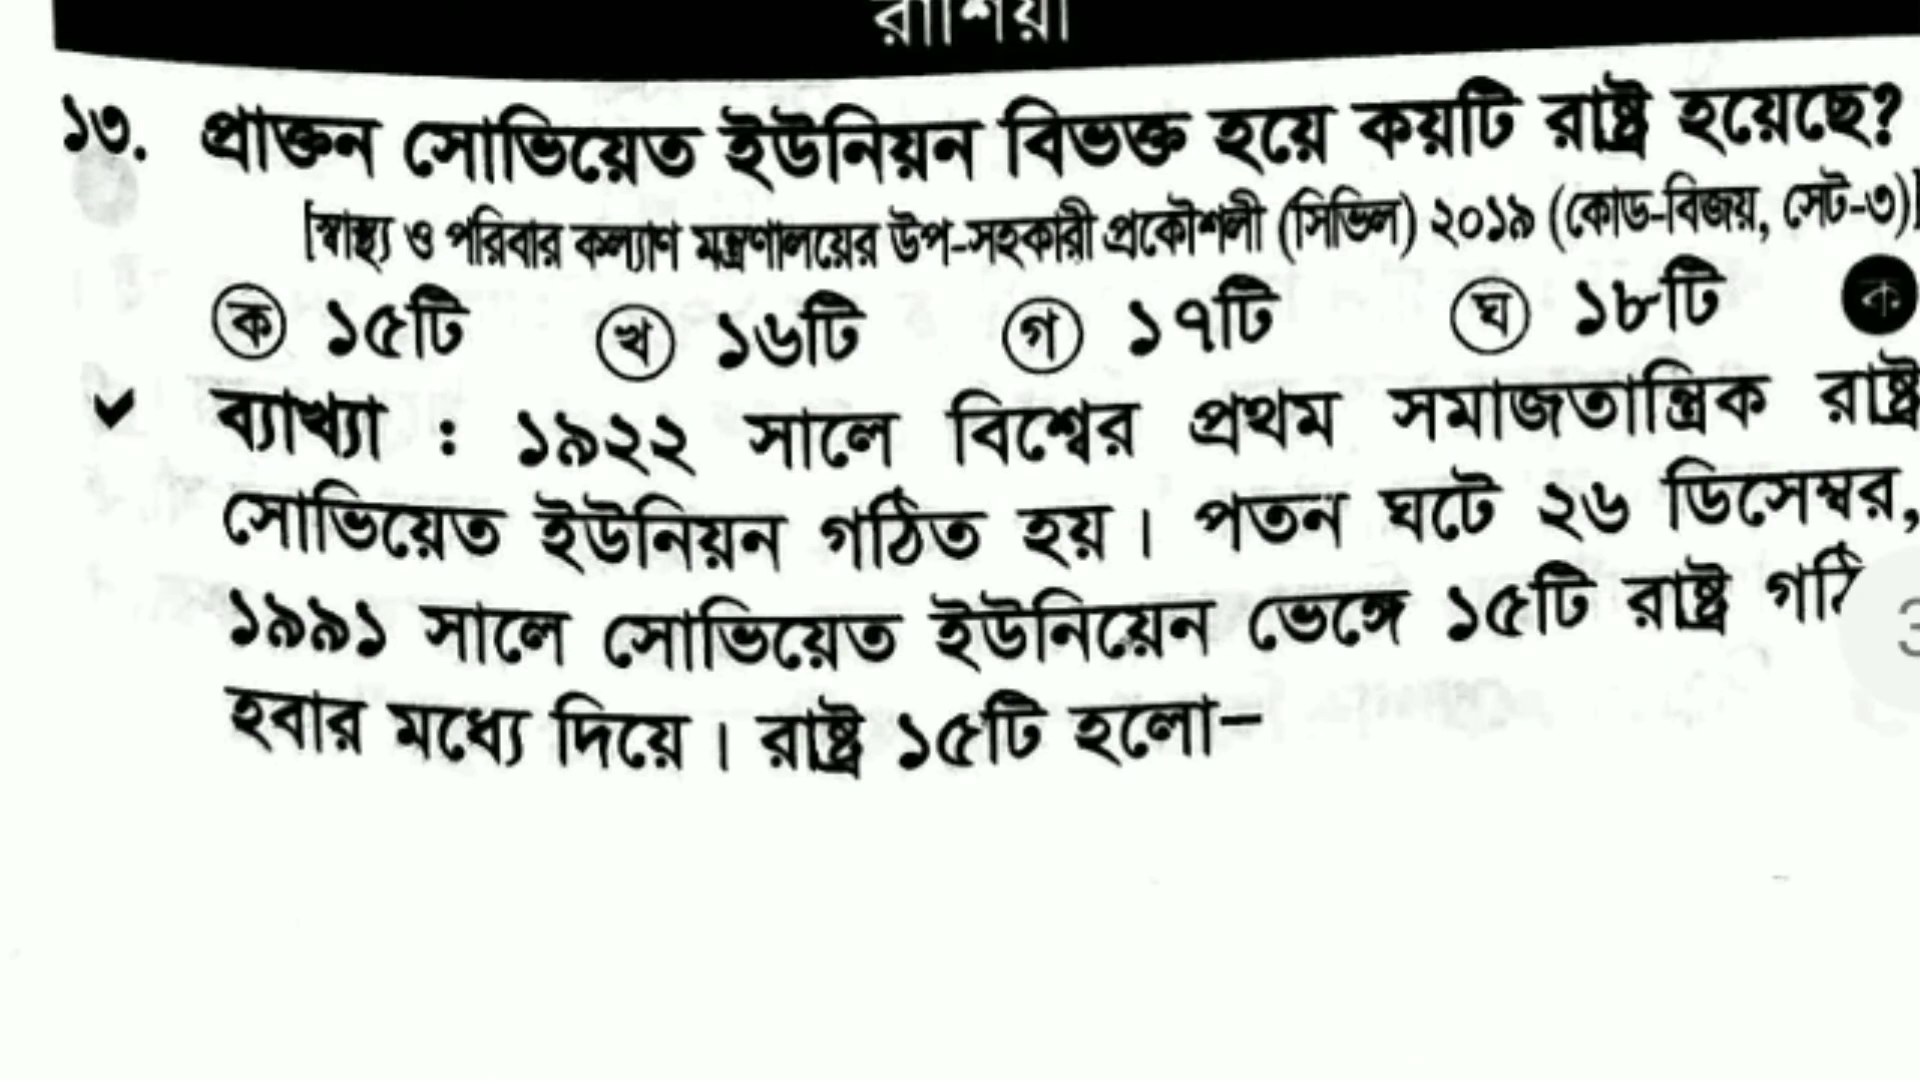 রাশিয়া
১৩. প্রাক্তন সোভিয়েত ইউনিয়ন বিভক্ত হয়ে কয়টি রাষ্ট্র হয়েছে?
[স্বাস্থ্য ও পরিবার কল্যাণ মন্ত্রণালয়ের উপ-সহকারী প্রকৌশলী (সিভিল) ২০১৯ ((কোড-বিজয়, সেট-৩)]
ক ১৫টি খ ১৬টি গ ১৭টি ঘ ১৮টি ক
ব্যাখ্যা : ১৯২২ সালে বিশ্বের প্রথম সমাজতান্ত্রিক রাষ্ট্র
সোভিয়েত ইউনিয়ন গঠিত হয়। পতন ঘটে ২৬ ডিসেম্বর,
১৯৯১ সালে সোভিয়েত ইউনিয়েন ভেঙ্গে ১৫টি রাষ্ট্র গঠি
হবার মধ্যে দিয়ে। রাষ্ট্র ১৫টি হলো–